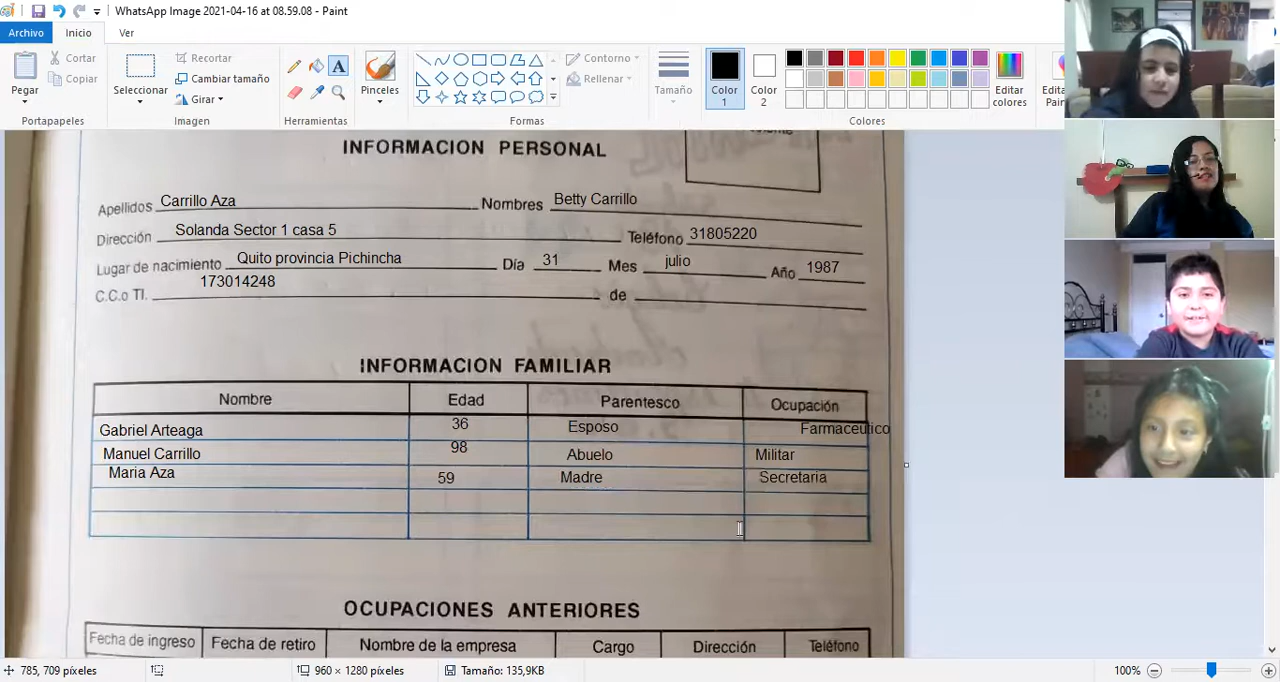 WhatsApp Image 2021-04-16 at 08.59.08 - Paint
Archivo Inicio Ver
Pegar
Cortar
Copiar
Portapapeles
Seleccionar
Recortar
Cambiar tamaño
Girar
Imagen
A
Herramientas
Pinceles
Contorno
Rellenar
Formas
Tamaño
Color 1
Color 2
Editar colores
Colores
INFORMACION PERSONAL
Apellidos Carrillo Aza Nombres Betty Carrillo
Dirección Solanda Sector 1 casa 5 Teléfono 31805220
Lugar de nacimiento Quito provincia Pichincha Día 31 Mes julio Año 1987
C.C.o TI. 173014248 de
INFORMACION FAMILIAR
Nombre Edad Parentesco Ocupación
Gabriel Arteaga 36 Esposo Farmaceutico
Manuel Carrillo 98 Abuelo Militar
Maria Aza 59 Madre Secretaria
OCUPACIONES ANTERIORES
Fecha de ingreso Fecha de retiro Nombre de la empresa Cargo Dirección Teléfono
785, 709 píxeles 960 × 1280 píxeles Tamaño: 135,9KB 100%